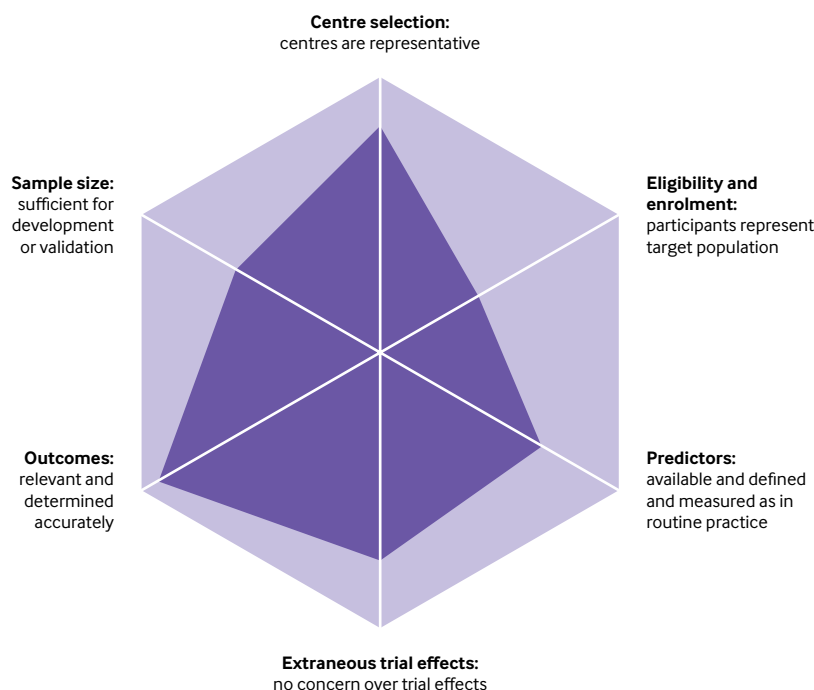 Centre selection:
centres are representative
Sample size:
sufficient for
development
or validation
Eligibility and
enrolment:
participants represent
target population
Outcomes:
relevant and
determined
accurately
Predictors:
available and defined
and measured as in
routine practice
Extraneous trial effects:
no concern over trial effects